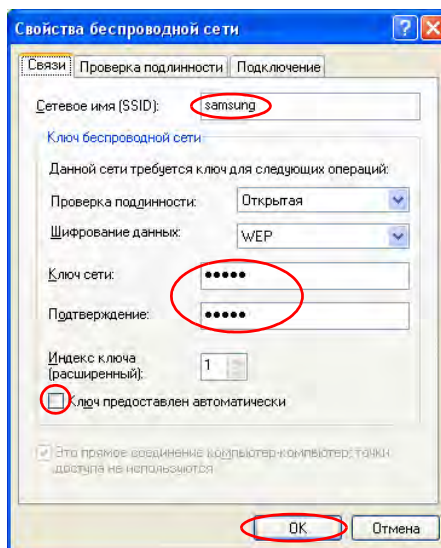 Свойства беспроводной сети
Связи Проверка подлинности Подключение
Сетевое имя (SSID): samsung
Ключ беспроводной сети
Данной сети требуется ключ для следующих операций:
Проверка подлинности: Открытая
Шифрование данных: WEP
Ключ сети: •••••
Подтверждение: •••••
Индекс ключа
(расширенный): 1
Ключ предоставлен автоматически
Это прямое соединение компьютер-компьютер; точки
доступа не используются
OK Отмена